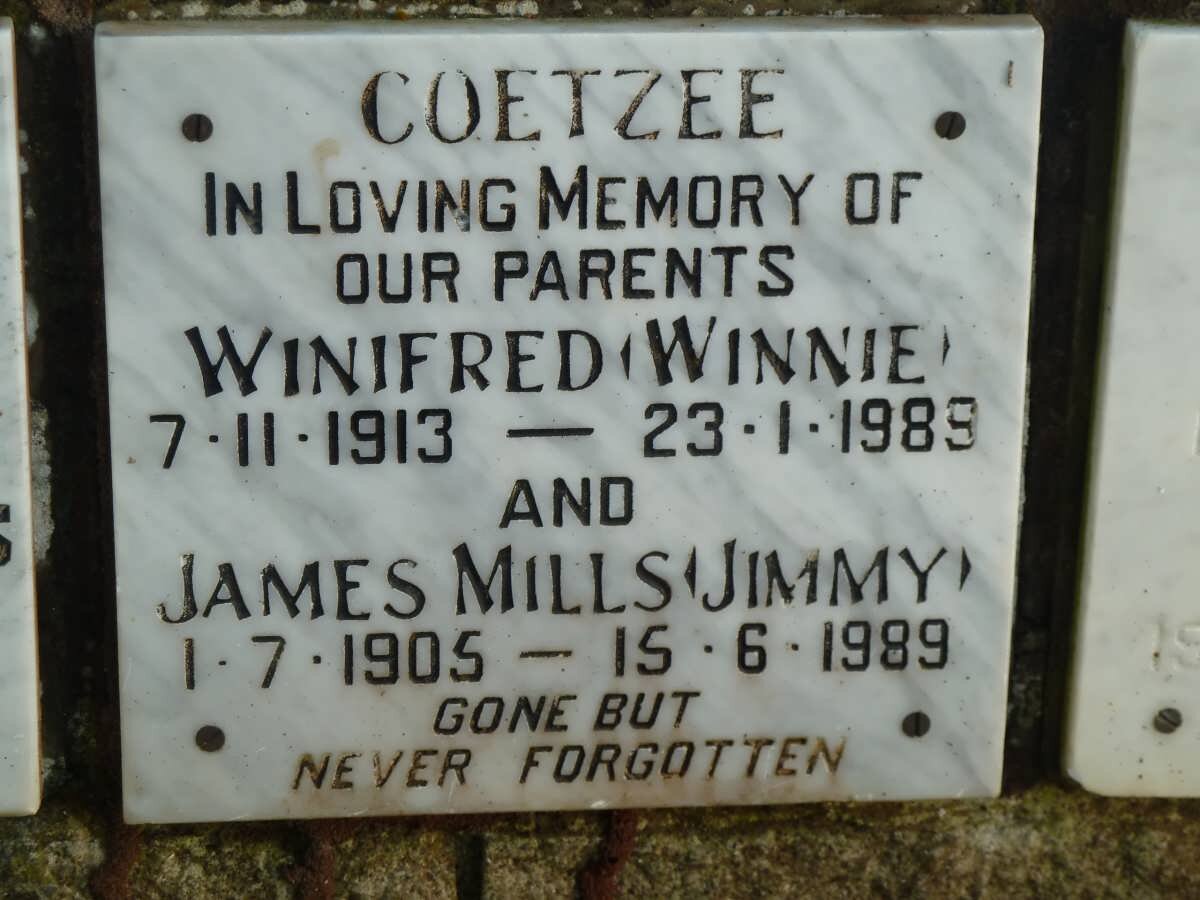 COETZEE
IN LOVING MEMORY OF
OUR PARENTS
WINIFRED (WINNIE)
7·11·1913 — 23·1·1989
AND
JAMES MILLS (JIMMY)
1·7·1905 — 15·6·1989
GONE BUT
NEVER FORGOTTEN